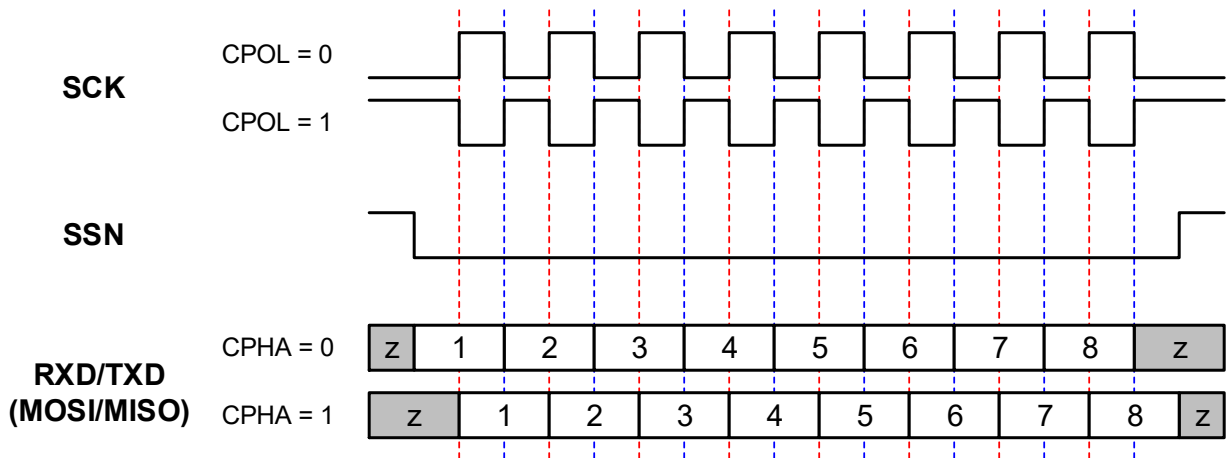 CPOL = 0
SCK
CPOL = 1
SSN
CPHA = 0 z 1 2 3 4 5 6 7 8 z
RXD/TXD
(MOSI/MISO)
CPHA = 1 z 1 2 3 4 5 6 7 8 z